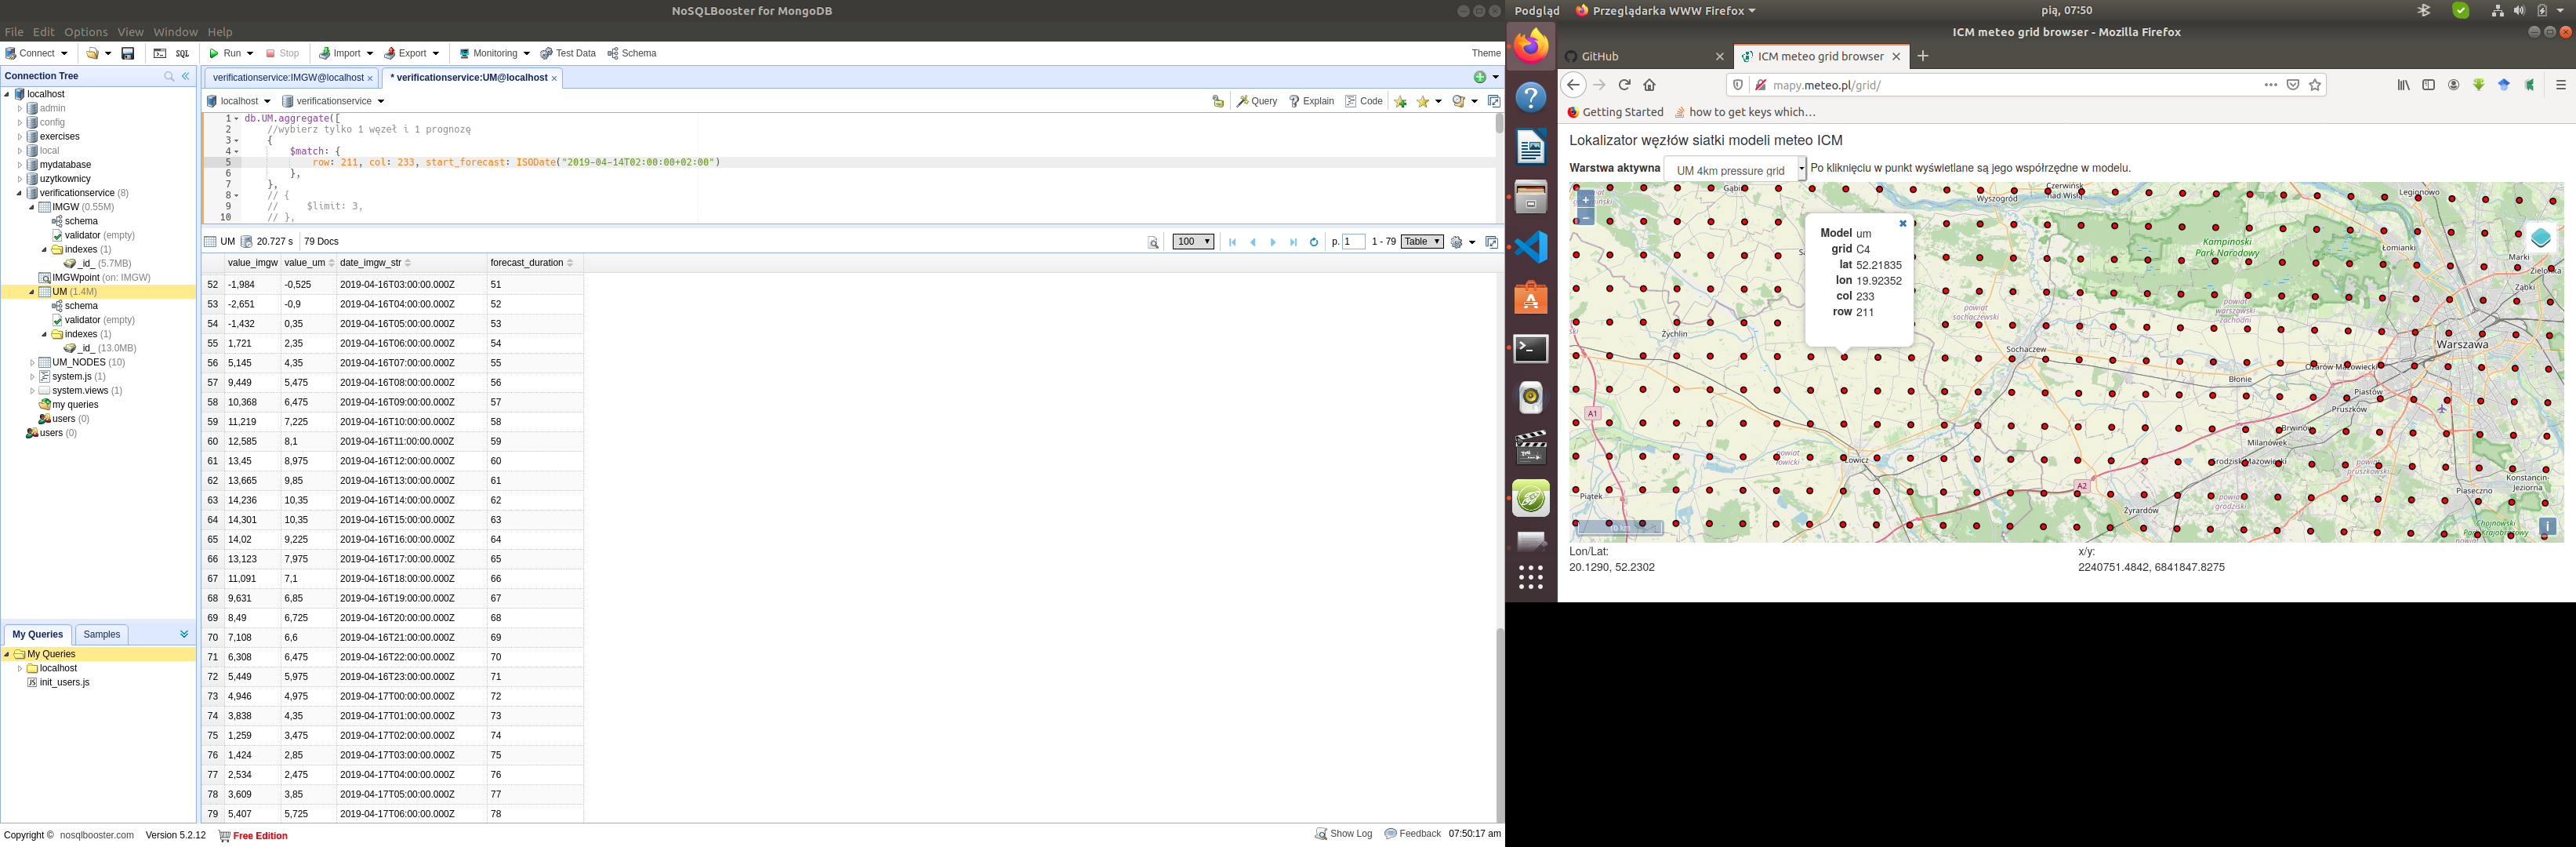 NoSQLBooster for MongoDB
File Edit Options View Window Help
Connect SQL Run Stop Import Export Monitoring Test Data Schema Theme
Connection Tree
localhost
admin
config
exercises
local
mydatabase
uzytkownicy
verificationservice (8)
IMGW (0.55M)
schema
validator (empty)
indexes (1)
_id_ (5.7MB)
IMGWpoint (on: IMGW)
UM (1.4M)
schema
validator (empty)
indexes (1)
_id_ (13.0MB)
UM_NODES (10)
system.js (1)
system.views (1)
my queries
users (0)
users (0)
My Queries Samples
My Queries
localhost
init_users.js
verificationservice:IMGW@localhost × * verificationservice:UM@localhost ×
localhost verificationservice Query Explain Code
1 db.UM.aggregate([
2 //wybierz tylko 1 węzeł i 1 prognozę
3 {
4 $match: {
5 row: 211, col: 233, start_forecast: ISODate("2019-04-14T02:00:00+02:00")
6 },
7 },
8 // {
9 // $limit: 3,
10 // },
UM 20.727 s 79 Docs 100 p. 1 1 - 79 Table
value_imgw value_um date_imgw_str forecast_duration
52 -1,984 -0,525 2019-04-16T03:00:00.000Z 51
53 -2,651 -0,9 2019-04-16T04:00:00.000Z 52
54 -1,432 0,35 2019-04-16T05:00:00.000Z 53
55 1,721 2,35 2019-04-16T06:00:00.000Z 54
56 5,145 4,35 2019-04-16T07:00:00.000Z 55
57 9,449 5,475 2019-04-16T08:00:00.000Z 56
58 10,368 6,475 2019-04-16T09:00:00.000Z 57
59 11,219 7,225 2019-04-16T10:00:00.000Z 58
60 12,585 8,1 2019-04-16T11:00:00.000Z 59
61 13,45 8,975 2019-04-16T12:00:00.000Z 60
62 13,665 9,85 2019-04-16T13:00:00.000Z 61
63 14,236 10,35 2019-04-16T14:00:00.000Z 62
64 14,301 10,35 2019-04-16T15:00:00.000Z 63
65 14,02 9,225 2019-04-16T16:00:00.000Z 64
66 13,123 7,975 2019-04-16T17:00:00.000Z 65
67 11,091 7,1 2019-04-16T18:00:00.000Z 66
68 9,631 6,85 2019-04-16T19:00:00.000Z 67
69 8,49 6,725 2019-04-16T20:00:00.000Z 68
70 7,108 6,6 2019-04-16T21:00:00.000Z 69
71 6,308 6,475 2019-04-16T22:00:00.000Z 70
72 5,449 5,975 2019-04-16T23:00:00.000Z 71
73 4,946 4,975 2019-04-17T00:00:00.000Z 72
74 3,838 4,35 2019-04-17T01:00:00.000Z 73
75 1,259 3,475 2019-04-17T02:00:00.000Z 74
76 1,424 2,85 2019-04-17T03:00:00.000Z 75
77 2,534 2,475 2019-04-17T04:00:00.000Z 76
78 3,609 3,85 2019-04-17T05:00:00.000Z 77
79 5,407 5,725 2019-04-17T06:00:00.000Z 78
Copyright © nosqlbooster.com Version 5.2.12 Free Edition Show Log Feedback 07:50:17 am
Podgląd Przeglądarka WWW Firefox pią, 07:50
ICM meteo grid browser - Mozilla Firefox
GitHub ICM meteo grid browser
mapy.meteo.pl/grid/
Getting Started how to get keys which…
Lokalizator węzłów siatki modeli meteo ICM
Warstwa aktywna UM 4km pressure grid Po kliknięciu w punkt wyświetlane są jego współrzędne w modelu.
Model um
grid C4
lat 52.21835
lon 19.92352
col 233
row 211
Wyszogród
Czerwińsk
nad Wisłą
Legionowo
Łomianki
Kampinoski
Park Narodowy
Marki
Zielonka
Ząbki
powiat
sochaczewski
powiat
warszawski
zachodni
Żychlin
Sochaczew
Warszawa
Ożarów Mazowiecki
Błonie
Piastów
Pruszków
A1
Brwinów
Milanówek
powiat
łowicki
Łowicz
Grodzisk Mazowiecki
powiat
pruszkowski
A2
Piątek
Konstancin-
Jeziorna
Piaseczno
powiat
grodziski
Żyrardów
Chojnowski
Park Krajobrazowy
Lon/Lat:
20.1290, 52.2302
x/y:
2240751.4842, 6841847.8275